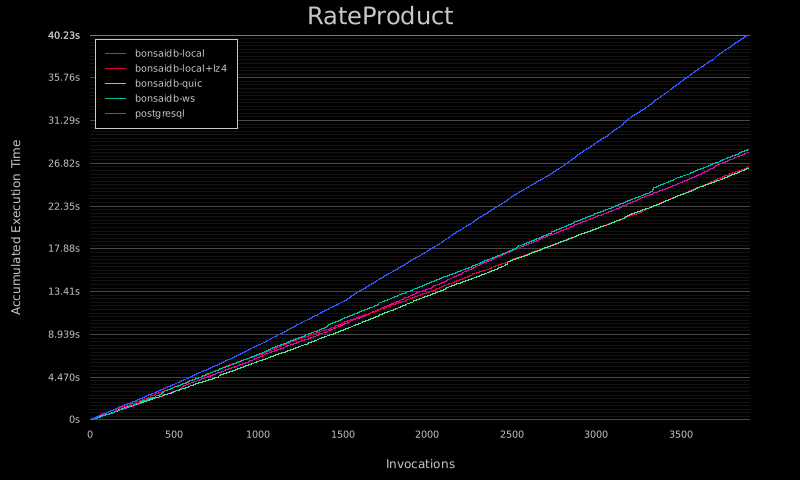 RateProduct
40.23s
35.76s
31.29s
26.82s
22.35s
17.88s
13.41s
8.939s
4.470s
0s
bonsaidb-local
bonsaidb-local+lz4
bonsaidb-quic
bonsaidb-ws
postgresql
Accumulated Execution Time
0 500 1000 1500 2000 2500 3000 3500
Invocations